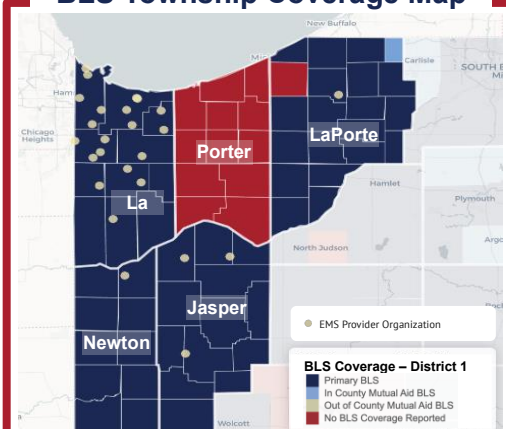 BLS Township Coverage Map
New Buffalo
Carlisle
SOUTH
Chicago
Heights
Porter
LaPorte
La
Hamlet
Plymouth
North Judson
Jasper
Newton
EMS Provider Organization
BLS Coverage – District 1
Primary BLS
In County Mutual Aid BLS
Out of County Mutual Aid BLS
No BLS Coverage Reported
Wolcott